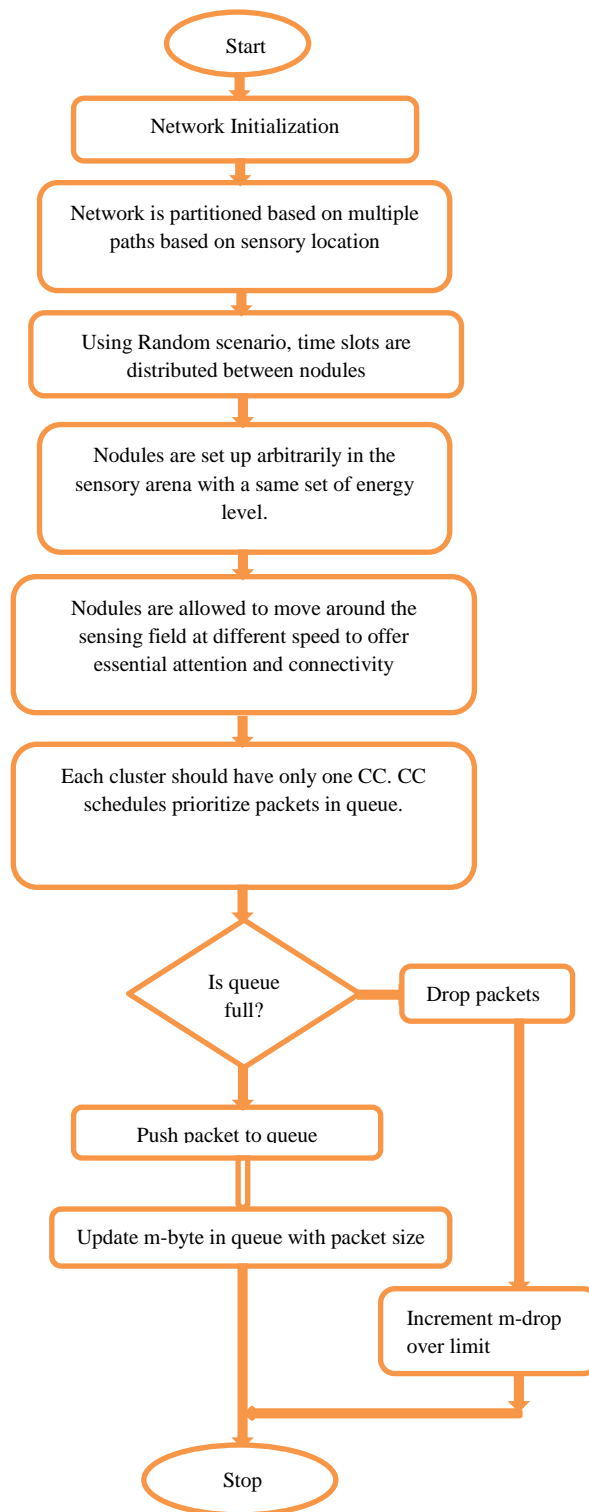 Start
Network Initialization
Network is partitioned based on multiple
paths based on sensory location
Using Random scenario, time slots are
distributed between nodules
Nodules are set up arbitrarily in the
sensory arena with a same set of energy
level.
Nodules are allowed to move around the
sensing field at different speed to offer
essential attention and connectivity
Each cluster should have only one CC. CC
schedules prioritize packets in queue.
Is queue
full?
Drop packets
Push packet to queue
Update m-byte in queue with packet size
Increment m-drop
over limit
Stop